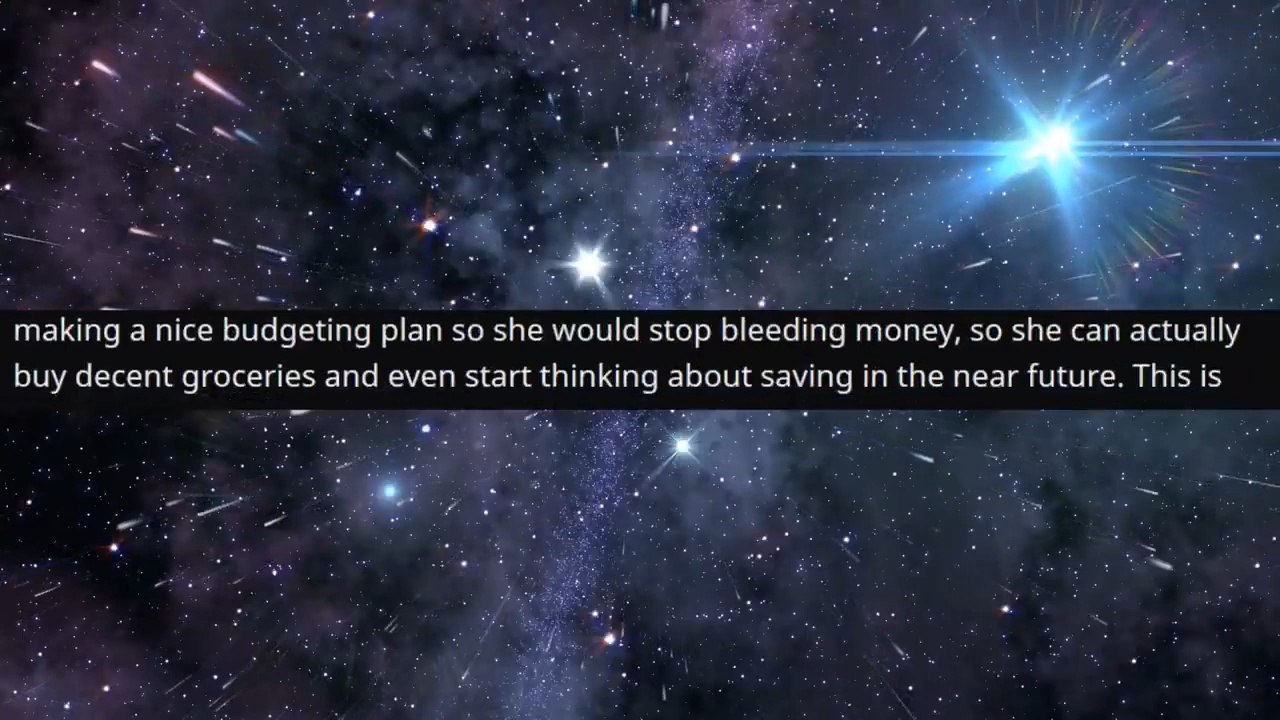 making a nice budgeting plan so she would stop bleeding money, so she can actually
buy decent groceries and even start thinking about saving in the near future. This is